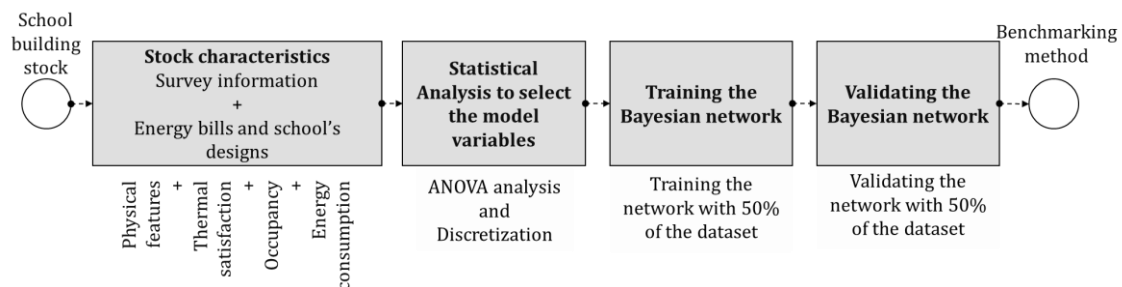 School
building
stock
Stock characteristics
Survey information
+
Energy bills and school's
designs
Physical
features
+
Thermal
satisfaction
+
Occupancy
+
Energy
consumption
Statistical
Analysis to select
the model
variables
ANOVA analysis
and
Discretization
Training the
Bayesian network
Training the
network with 50%
of the dataset
Validating the
Bayesian network
Validating the
network with 50%
of the dataset
Benchmarking
method